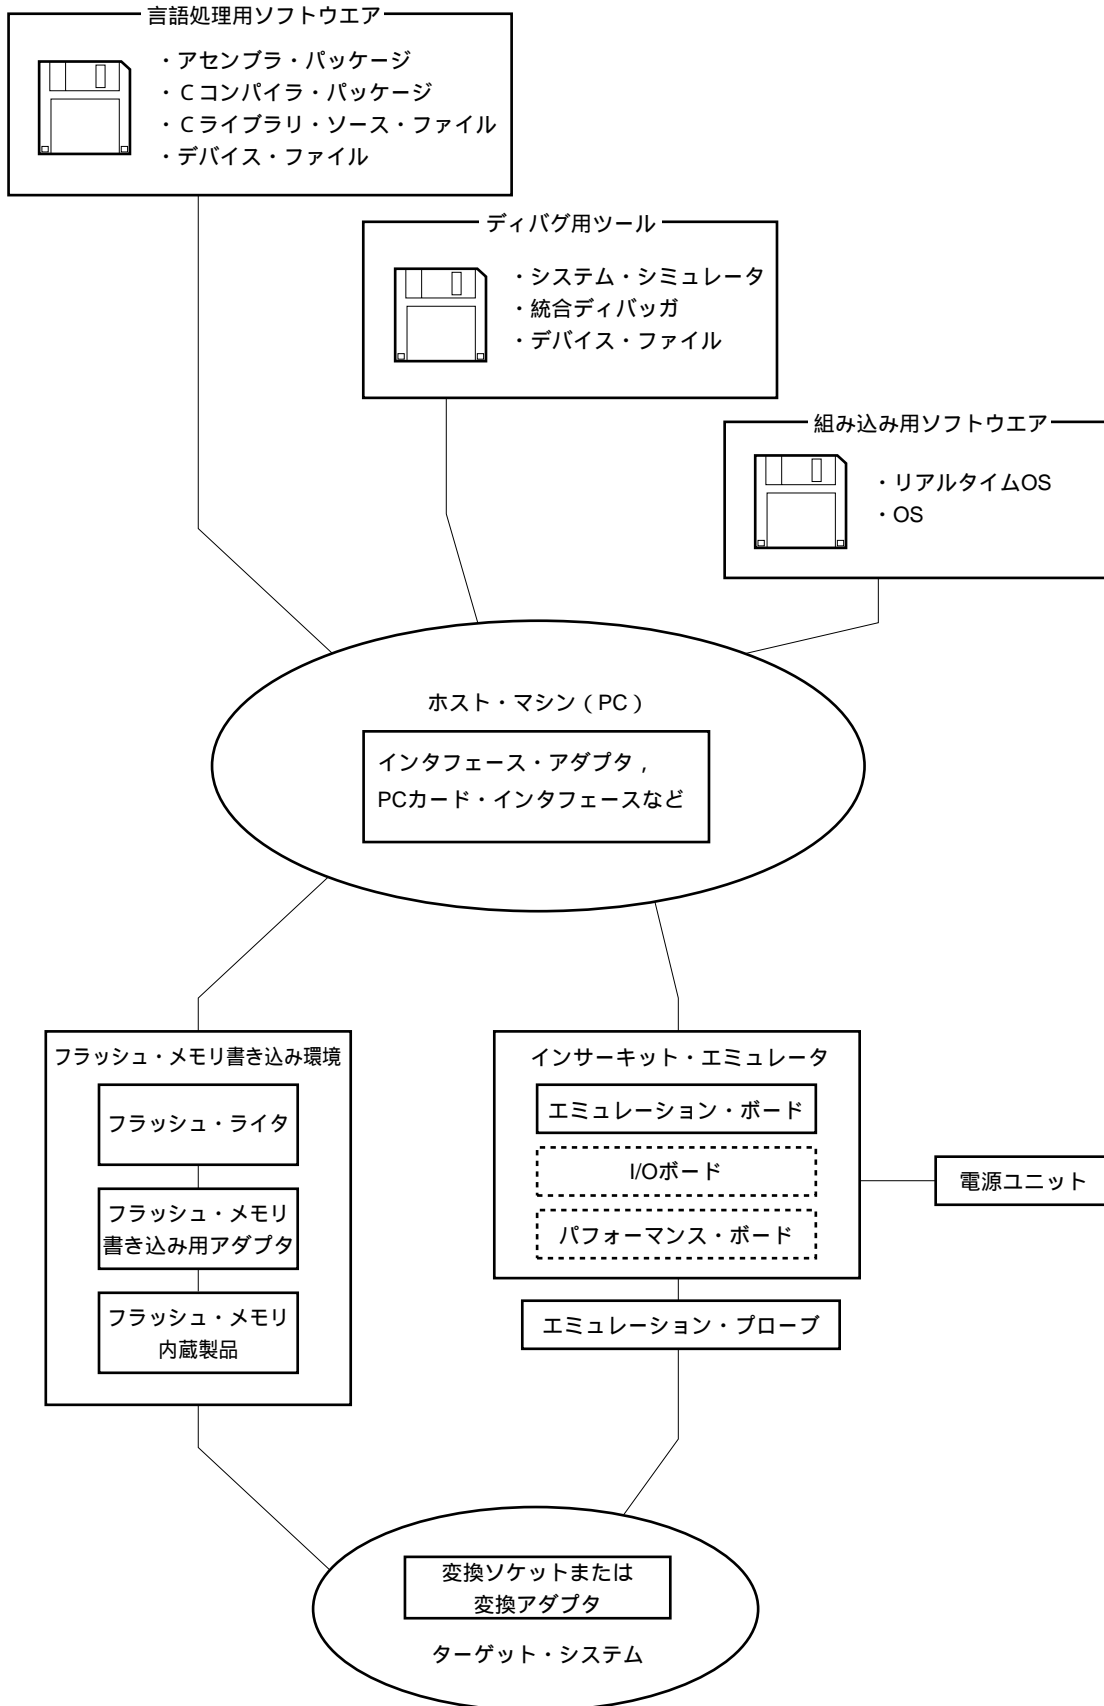 言語処理用ソフトウエア
・アセンブラ・パッケージ
・Cコンパイラ・パッケージ
・Cライブラリ・ソース・ファイル
・デバイス・ファイル
ディバグ用ツール
・システム・シミュレータ
・統合ディバッガ
・デバイス・ファイル
組み込み用ソフトウエア
・リアルタイムOS
・OS
ホスト・マシン(PC)
インタフェース・アダプタ,
PCカード・インタフェースなど
フラッシュ・メモリ書き込み環境
フラッシュ・ライタ
フラッシュ・メモリ
書き込み用アダプタ
フラッシュ・メモリ
内蔵製品
インサーキット・エミュレータ
エミュレーション・ボード
I/Oボード
パフォーマンス・ボード
電源ユニット
エミュレーション・プローブ
変換ソケットまたは
変換アダプタ
ターゲット・システム